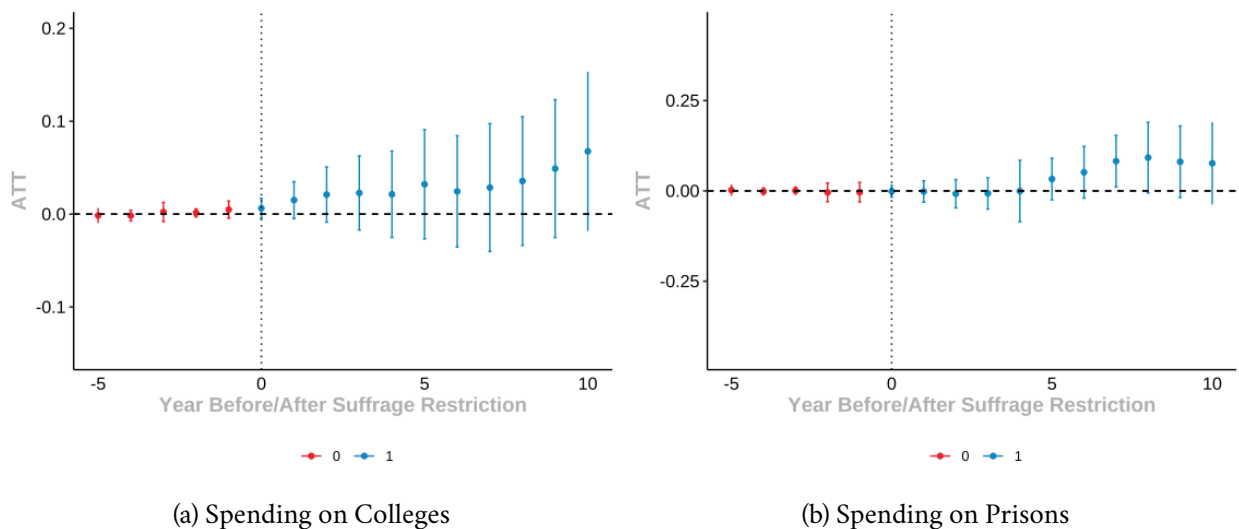 0.2
0.1
0.0
-0.1
ATT
-5 0 5 10
Year Before/After Suffrage Restriction
0 1
(a) Spending on Colleges
0.25
0.00
-0.25
ATT
-5 0 5 10
Year Before/After Suffrage Restriction
0 1
(b) Spending on Prisons